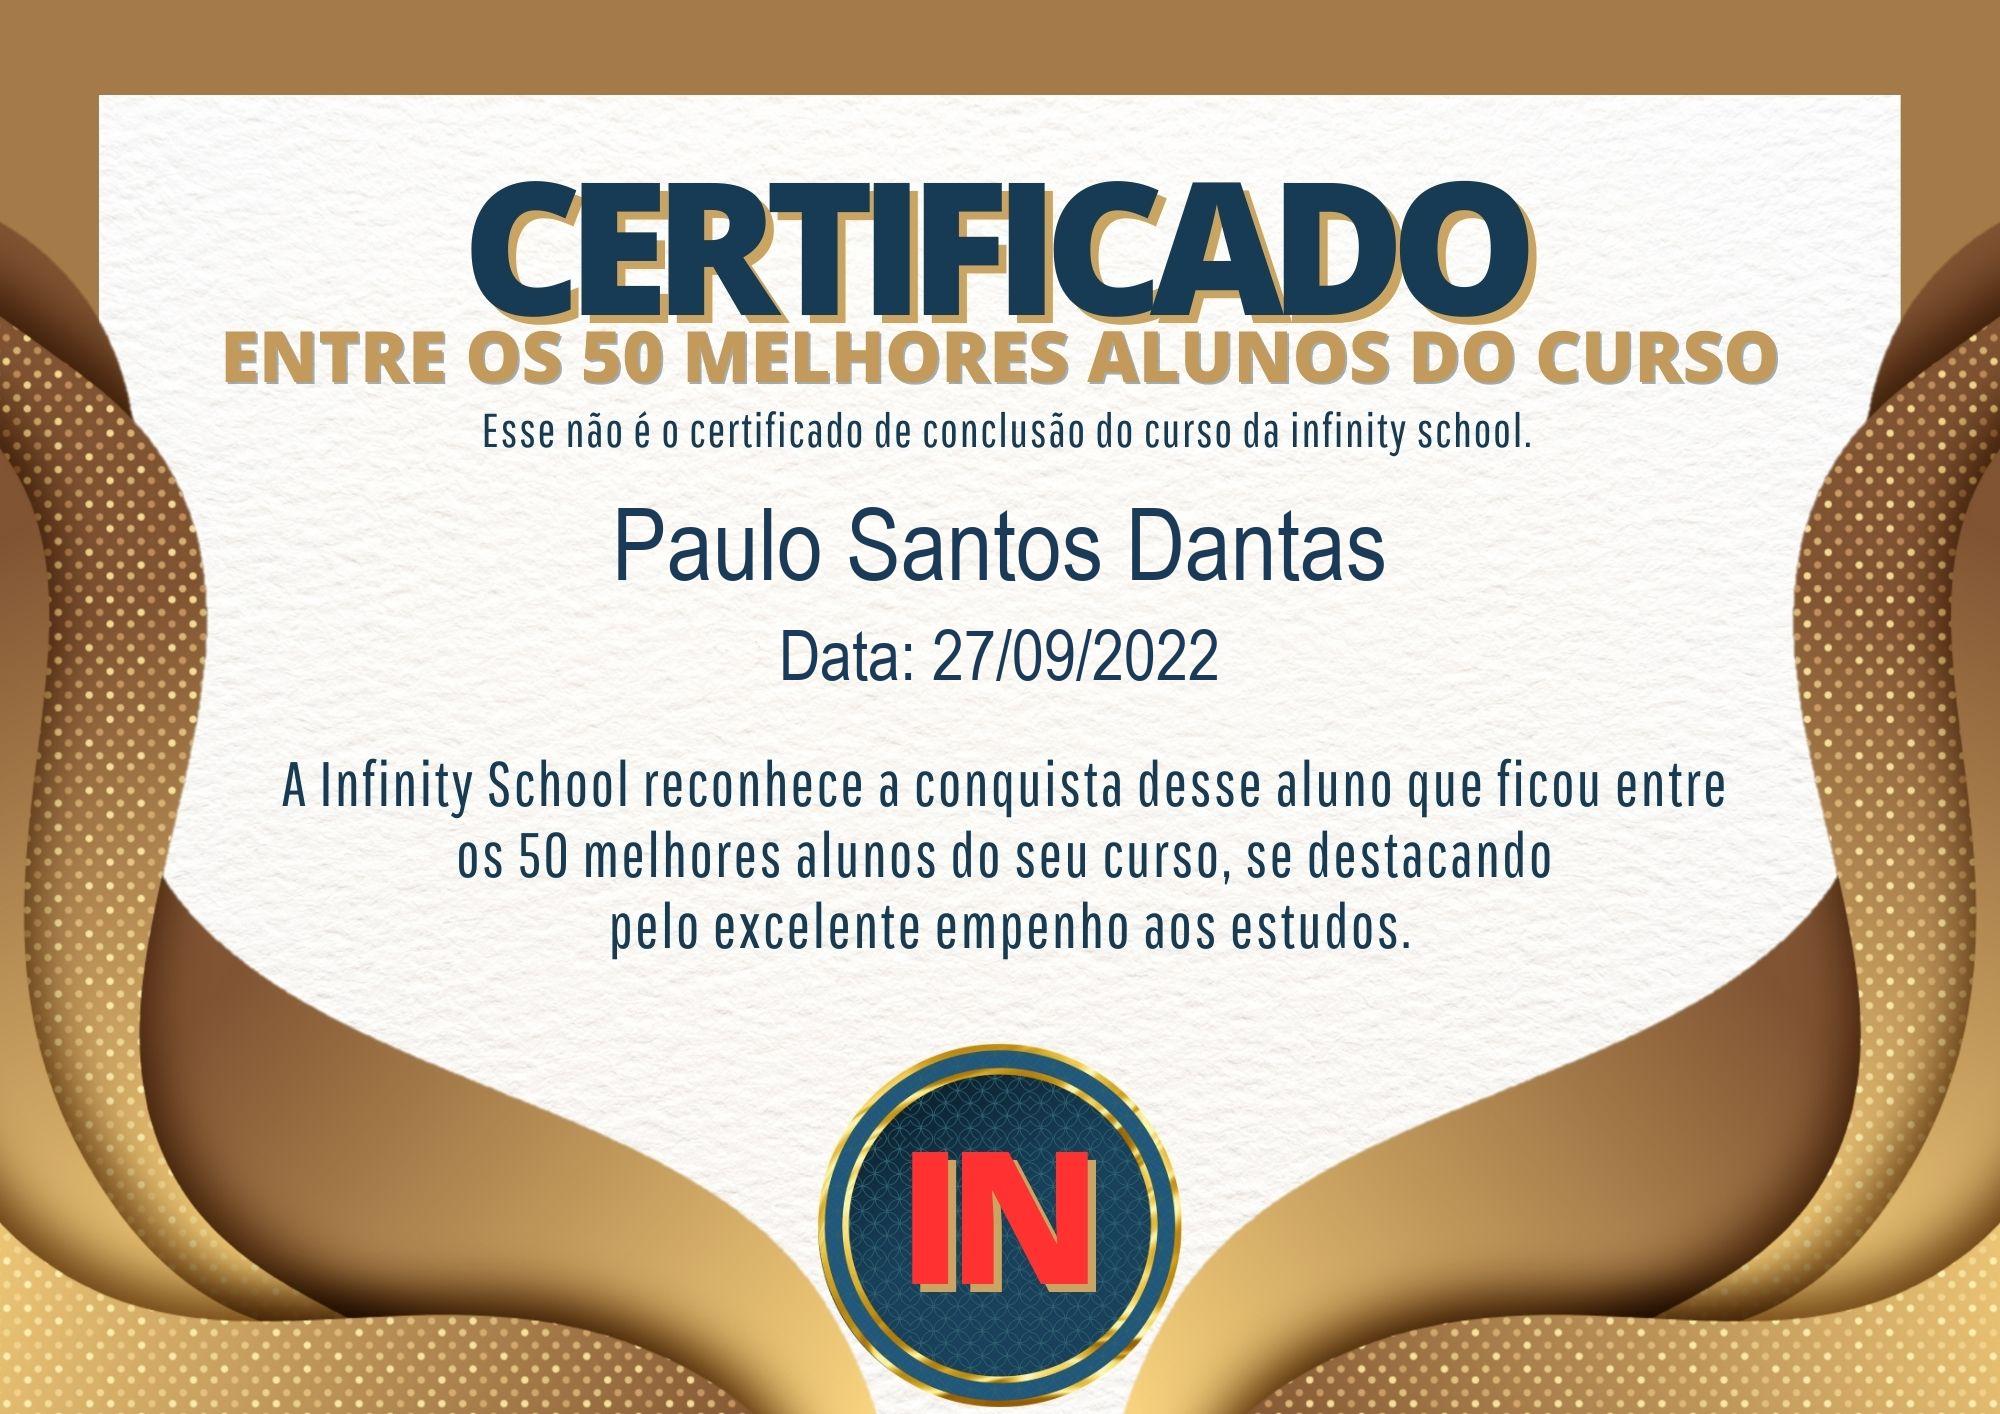 CERTIFICADO
ENTRE OS 50 MELHORES ALUNOS DO CURSO
Esse não é o certificado de conclusão do curso da infinity school.
Paulo Santos Dantas
Data: 27/09/2022
A Infinity School reconhece a conquista desse aluno que ficou entre
os 50 melhores alunos do seu curso, se destacando
pelo excelente empenho aos estudos.
IN